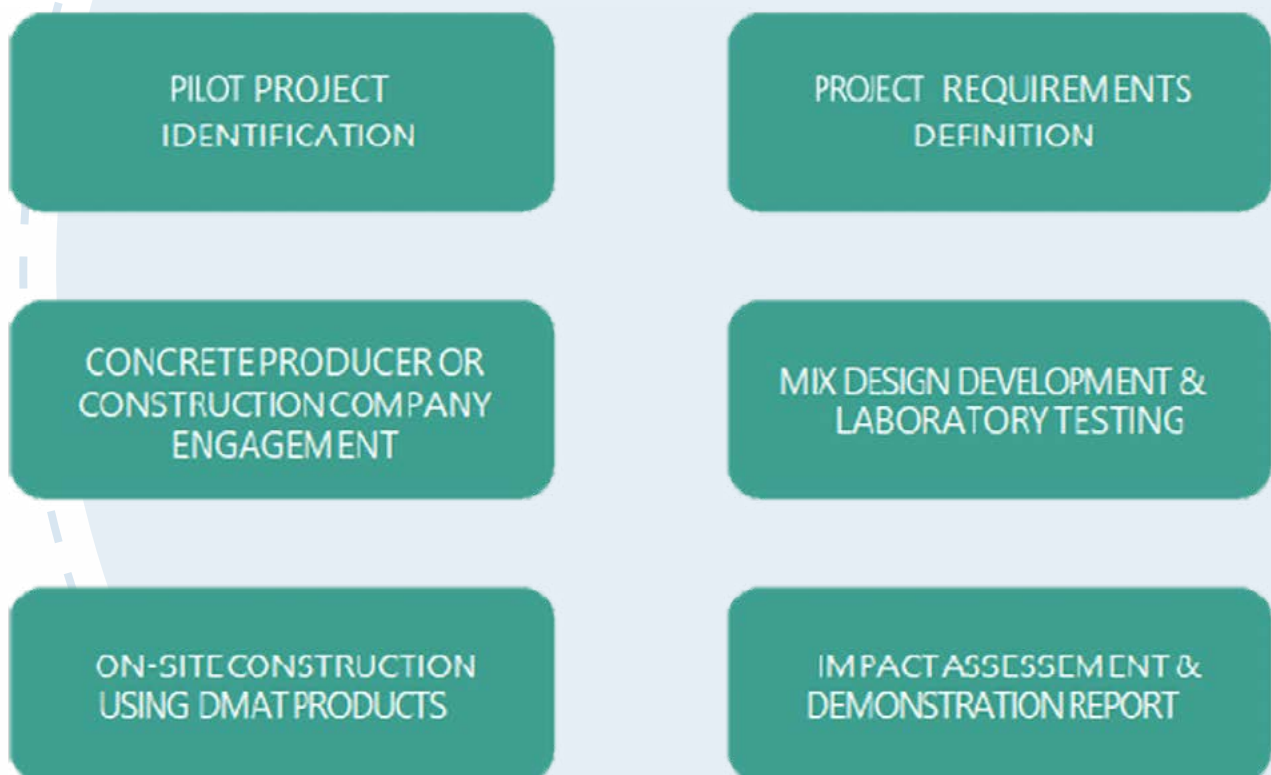 PILOT PROJECT
IDENTIFICATION
PROJECT REQUIREMENTS
DEFINITION
CONCRETE PRODUCER OR
CONSTRUCTION COMPANY
ENGAGEMENT
MIX DESIGN DEVELOPMENT &
LABORATORY TESTING
ON-SITE CONSTRUCTION
USING DMAT PRODUCTS
IMPACT ASSESSEMENT &
DEMONSTRATION REPORT